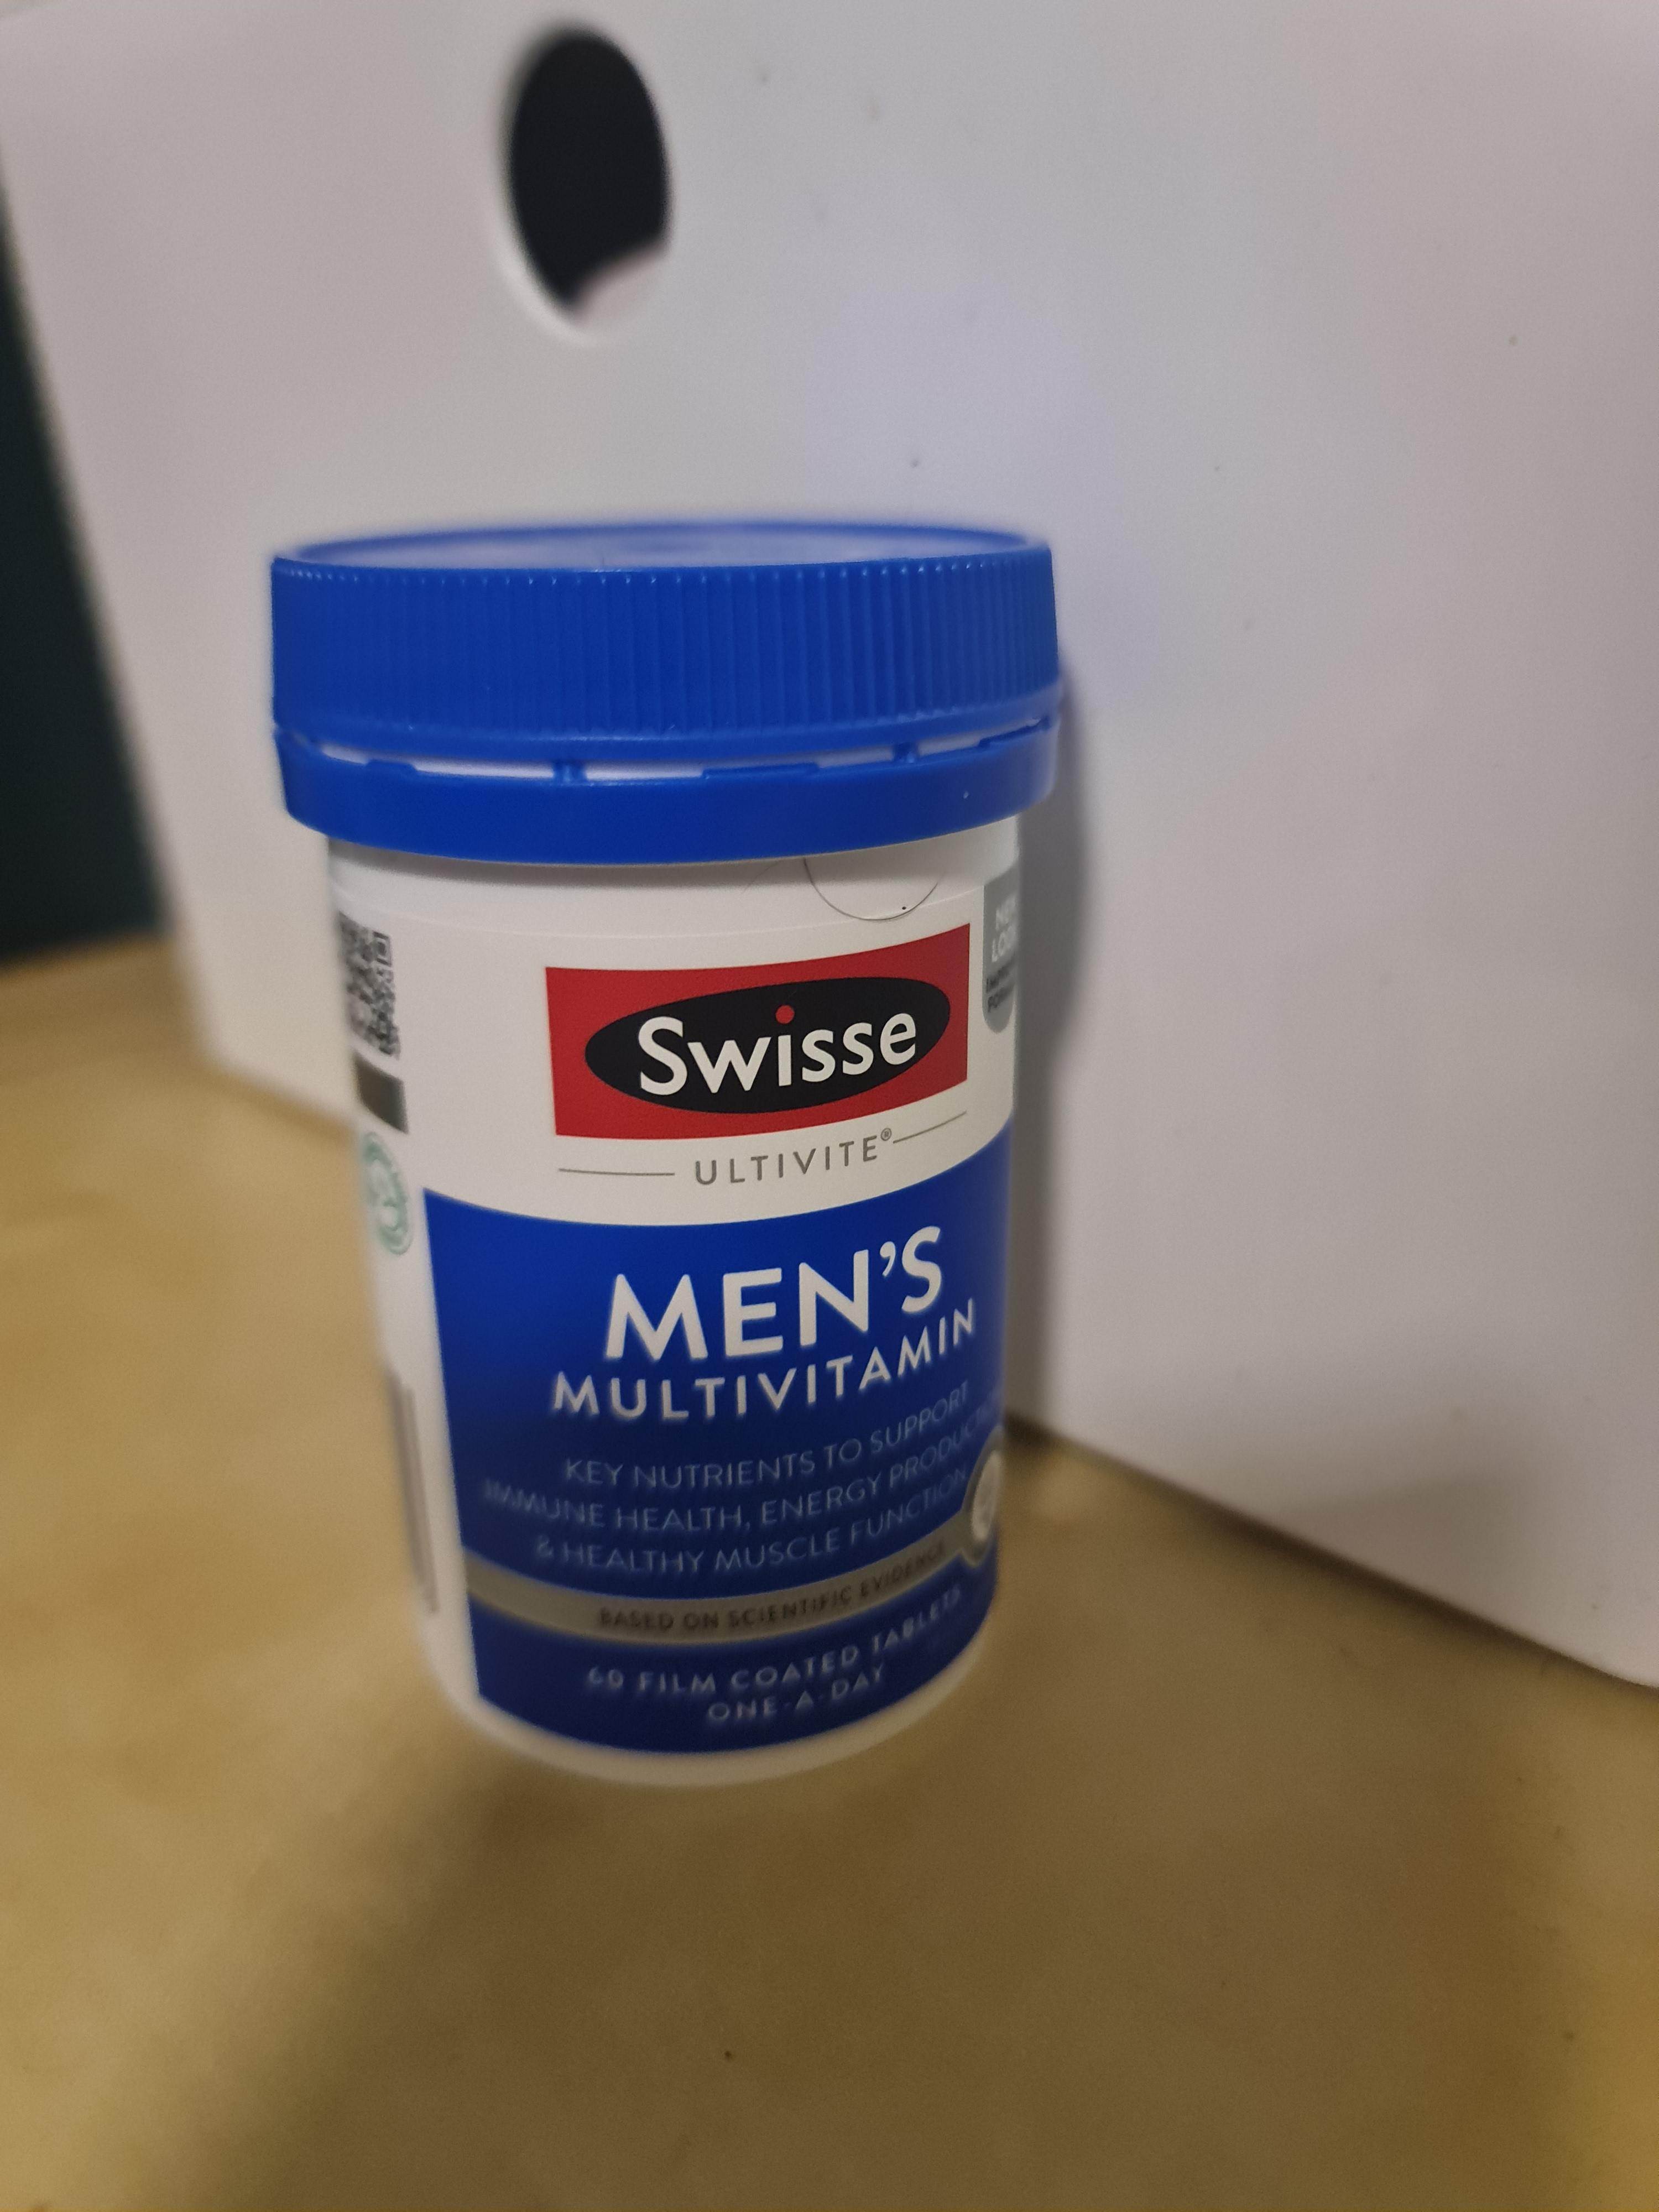 Swisse
ULTIVITE®
MEN'S
MULTIVITAMIN
KEY NUTRIENTS TO SUPPORT
IMMUNE HEALTH, ENERGY
& HEALTHY MUSCLE FUNCTION
BASED ON SCIENTIFIC EVIDENCE
60 FILM COATED TABLETS
ONE-A-DAY